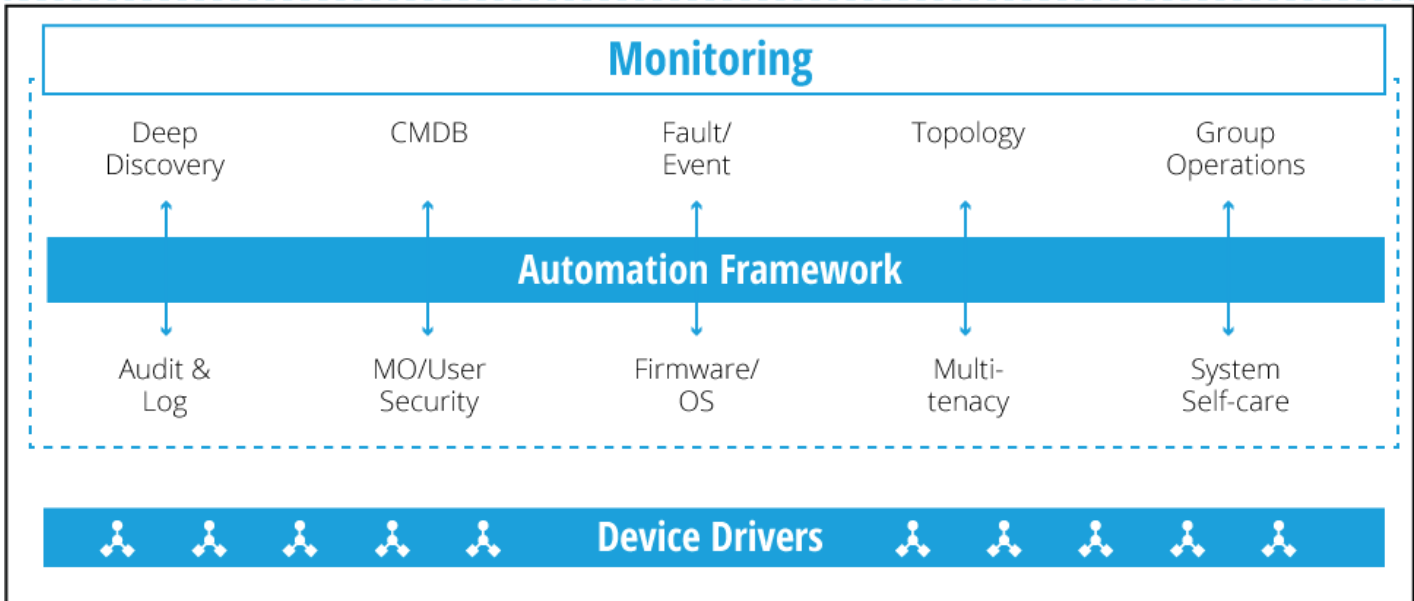 Monitoring
Deep
Discovery
CMDB
Fault/
Event
Topology
Group
Operations
Automation Framework
Audit &
Log
MO/User
Security
Firmware/
OS
Multi-
tenacy
System
Self-care
Device Drivers